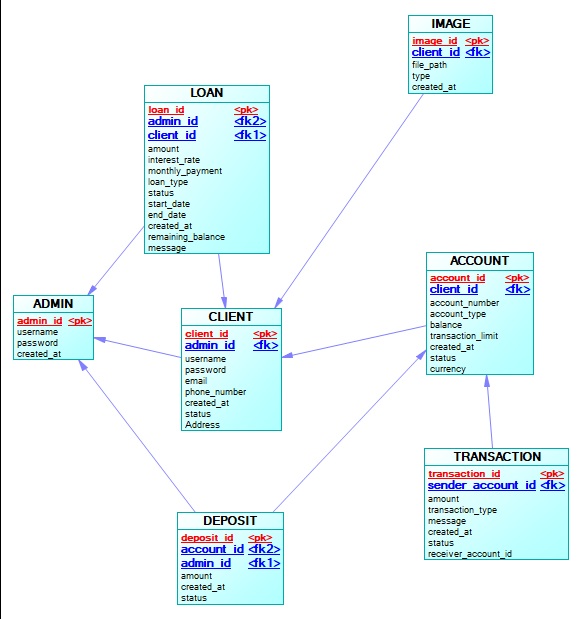 IMAGE
image_id <pk>
client_id <fk>
file_path
type
created_at
LOAN
loan_id <pk>
admin_id <fk2>
client_id <fk1>
amount
interest_rate
monthly_payment
loan_type
status
start_date
end_date
created_at
remaining_balance
message
ACCOUNT
account_id <pk>
client_id <fk>
account_number
account_type
balance
transaction_limit
created_at
status
currency
ADMIN
admin_id <pk>
username
password
created_at
CLIENT
client_id <pk>
admin_id <fk>
username
password
email
phone_number
created_at
status
Address
TRANSACTION
transaction_id <pk>
sender_account_id <fk>
amount
transaction_type
message
created_at
status
receiver_account_id
DEPOSIT
deposit_id <pk>
account_id <fk2>
admin_id <fk1>
amount
created_at
status